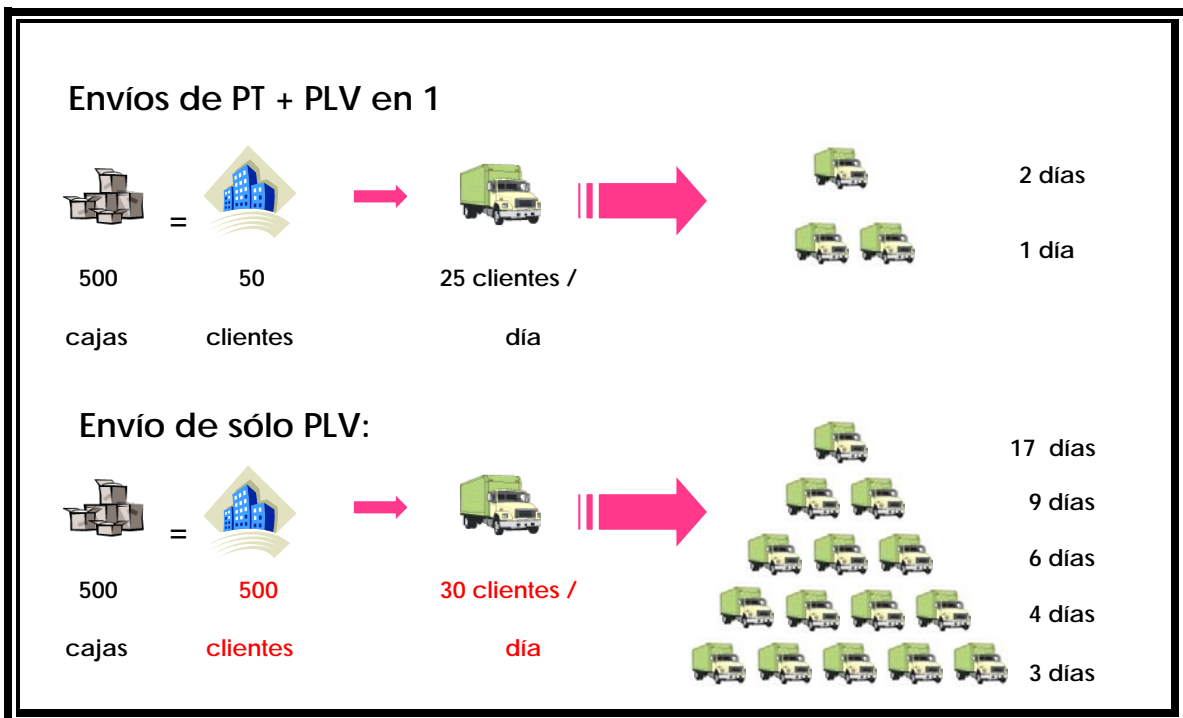 Envíos de PT + PLV en 1
2 días
=
1 día
500 50 25 clientes /
cajas clientes día
Envío de sólo PLV:
17 días
9 días
=
6 días
500 500 30 clientes /
4 días
cajas clientes día
3 días